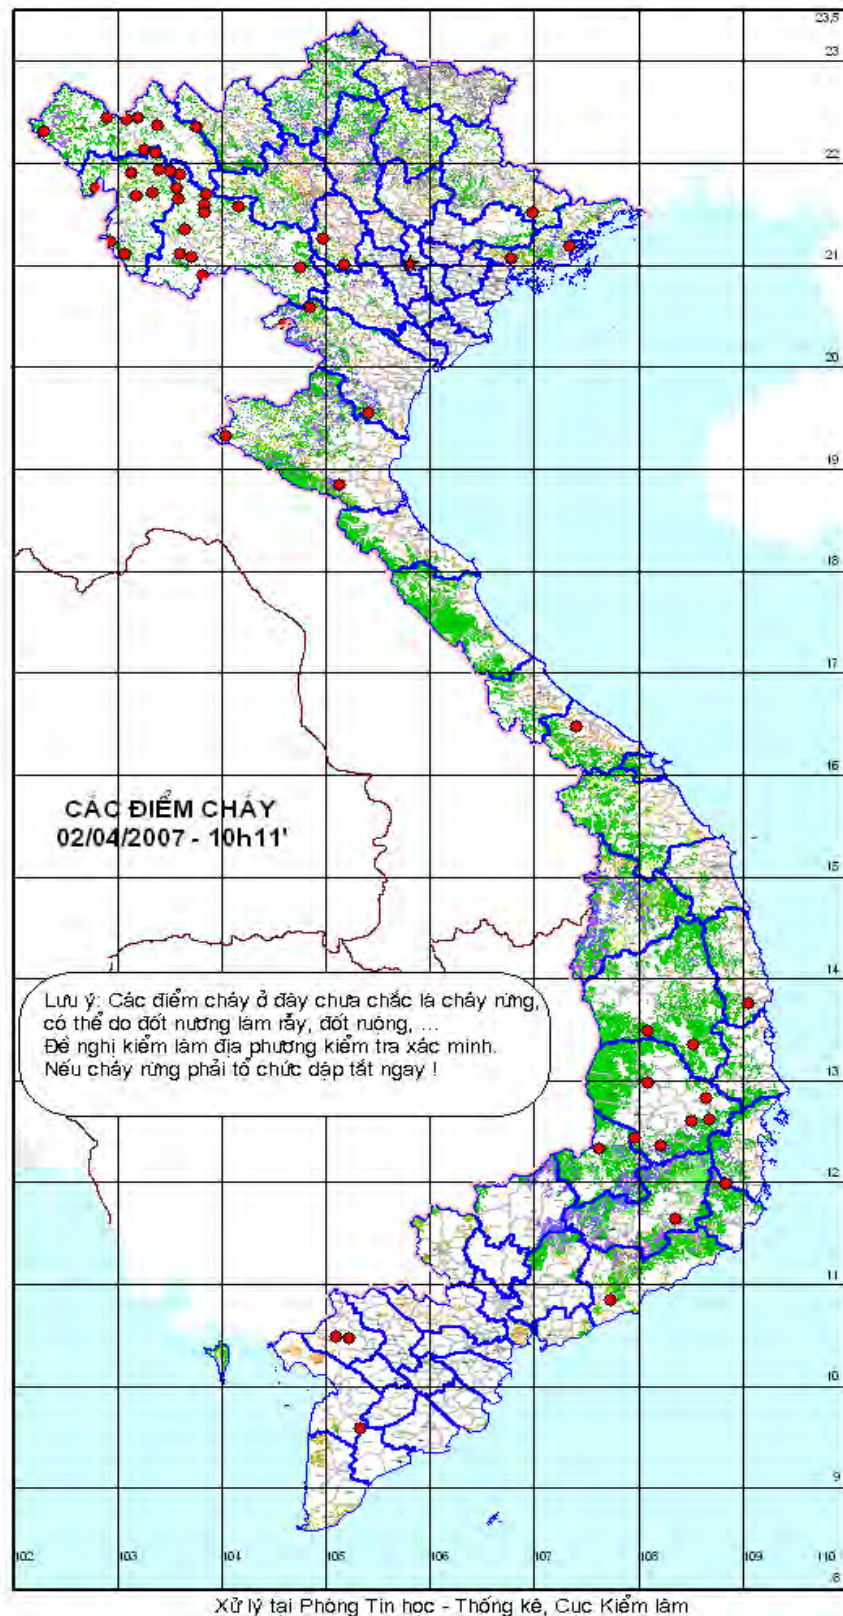 23,5
23
22
21
20
19
18
17
16
CÁC ĐIỂM CHÁY
02/04/2007 - 10h11'
15
14
Lưu ý: Các điểm cháy ở đây chưa chắc là cháy rừng,
có thể do đốt nương làm rẫy, đốt ruộng, ...
Đề nghị kiểm lâm địa phương kiểm tra xác minh.
Nếu cháy rừng phải tổ chức dập tắt ngay !
13
12
11
10
9
102 103 104 105 106 107 108 109 110
8
Xử lý tại Phòng Tin học - Thống kê, Cục Kiểm lâm